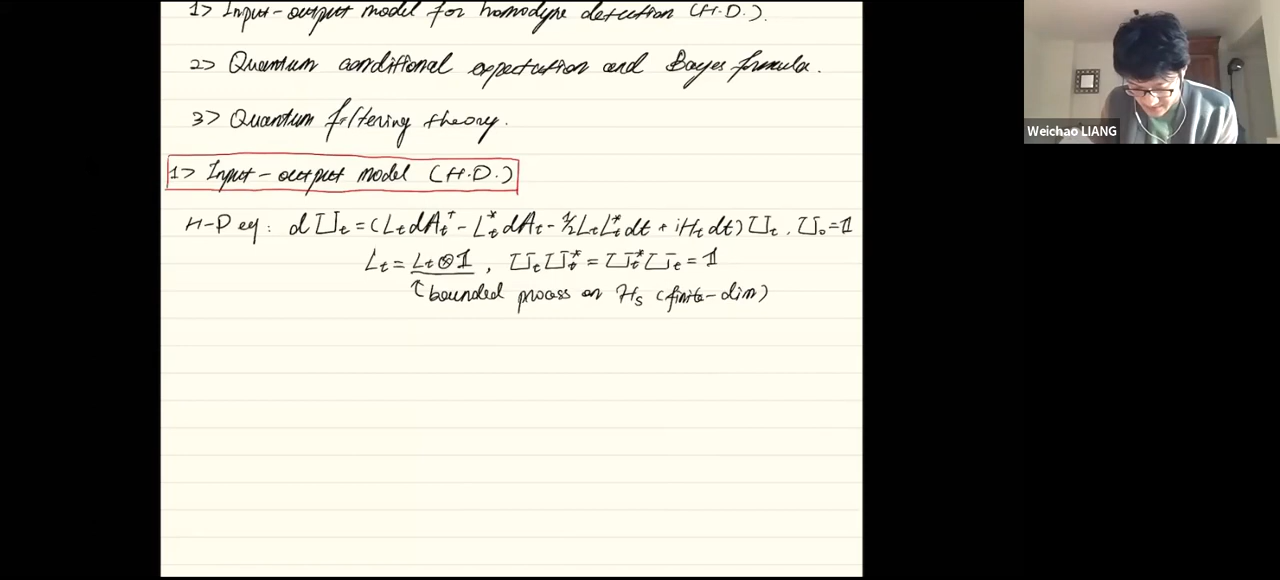 1> Input-output model for homodyne detection (H.D.).
2> Quantum conditional expectation and Bayes formula.
3> Quantum filtering theory.
1> Input-output model (H.D.)
H-P eq: dU_t = (L_t dA_t^† - L_t^* dA_t - 1/2 L_t L_t^* dt + iH_t dt) U_t, U_0 = 𝟙
L_t = L_t ⊗ 𝟙, U_t U_t^* = U_t^* U_t = 𝟙
↑ bounded process on H_s (finite-dim)
Weichao LIANG